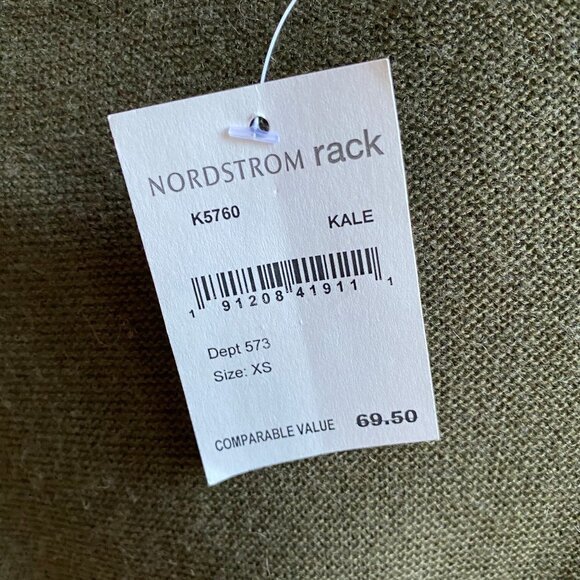 NORDSTROM rack
K5760 KALE
1 91208 41911 1
Dept 573
Size: XS
COMPARABLE VALUE 69.50